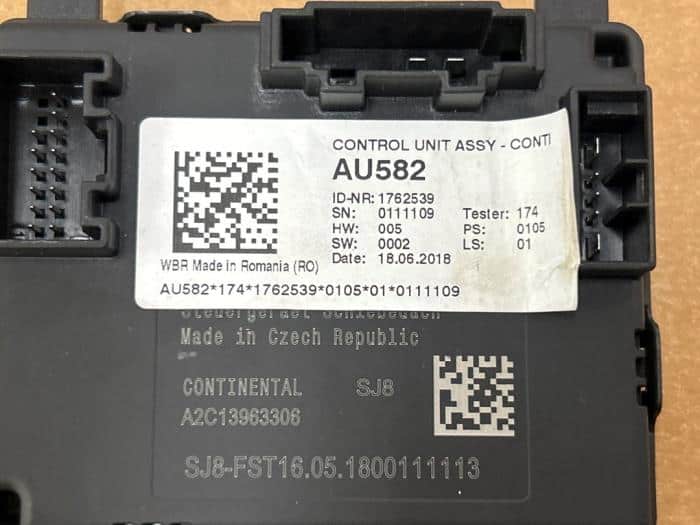 CONTROL UNIT ASSY - CONTI
AU582
ID-NR: 1762539
SN: 0111109 Tester: 174
HW: 005 PS: 0105
SW: 0002 LS: 01
Date: 18.06.2018
WBR Made in Romania (RO)
AU582*174*1762539*0105*01*0111109
Steuergeraet Schiebedach
Made in Czech Republic
CONTINENTAL SJ8
A2C13963306
SJ8-FST16.05.1800111113